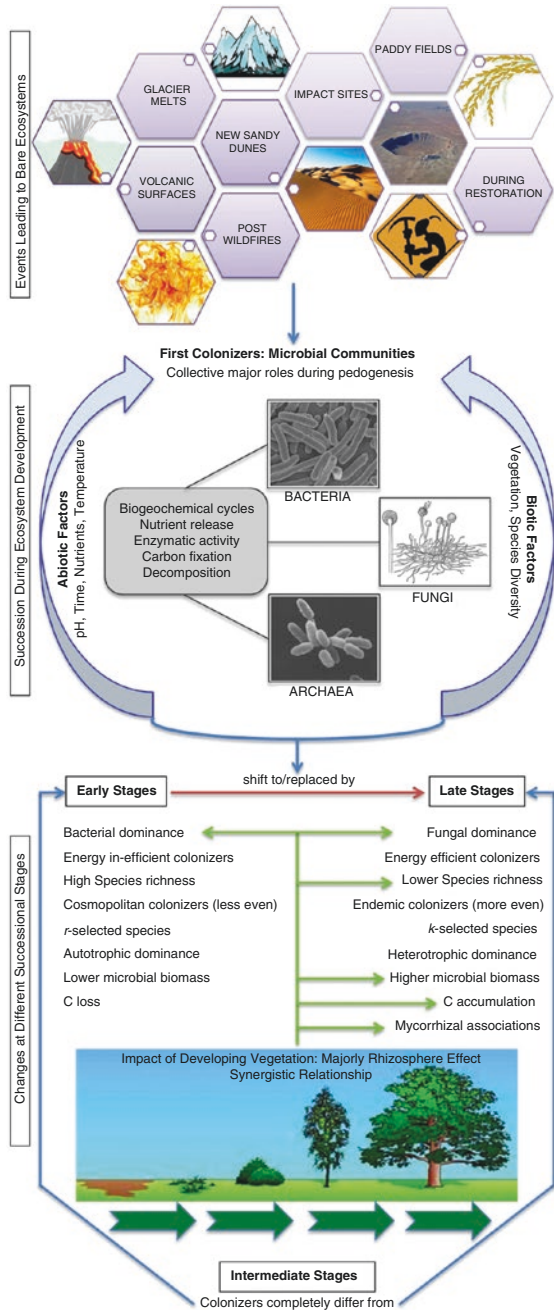 Events Leading to Bare Ecosystems
GLACIER
MELTS
IMPACT SITES
PADDY FIELDS
NEW SANDY
DUNES
VOLCANIC
SURFACES
POST
WILDFIRES
DURING
RESTORATION
Succession During Ecosystem Development
First Colonizers: Microbial Communities
Collective major roles during pedogenesis
Abiotic Factors
pH, Time, Nutrients, Temperature
Biogeochemical cycles
Nutrient release
Enzymatic activity
Carbon fixation
Decomposition
BACTERIA
FUNGI
ARCHAEA
Biotic Factors
Vegetation, Species Diversity
Changes at Different Successional Stages
Early Stages
shift to/replaced by
Late Stages
Bacterial dominance
Fungal dominance
Energy in-efficient colonizers
Energy efficient colonizers
High Species richness
Lower Species richness
Cosmopolitan colonizers (less even)
Endemic colonizers (more even)
r-selected species
k-selected species
Autotrophic dominance
Heterotrophic dominance
Lower microbial biomass
Higher microbial biomass
C loss
C accumulation
Mycorrhizal associations
Impact of Developing Vegetation: Majorly Rhizosphere Effect
Synergistic Relationship
Intermediate Stages
Colonizers completely differ from